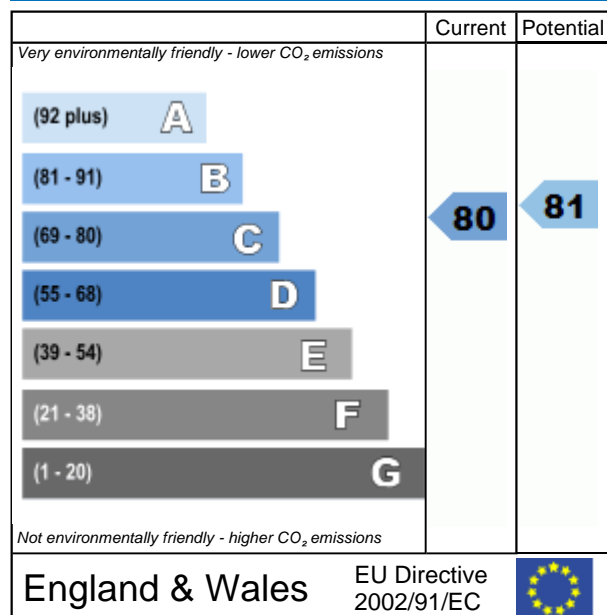 Current Potential
Very environmentally friendly - lower CO₂ emissions
(92 plus) A
(81 - 91) B
(69 - 80) C
80
81
(55 - 68) D
(39 - 54) E
(21 - 38) F
(1 - 20) G
Not environmentally friendly - higher CO₂ emissions
England & Wales
EU Directive
2002/91/EC